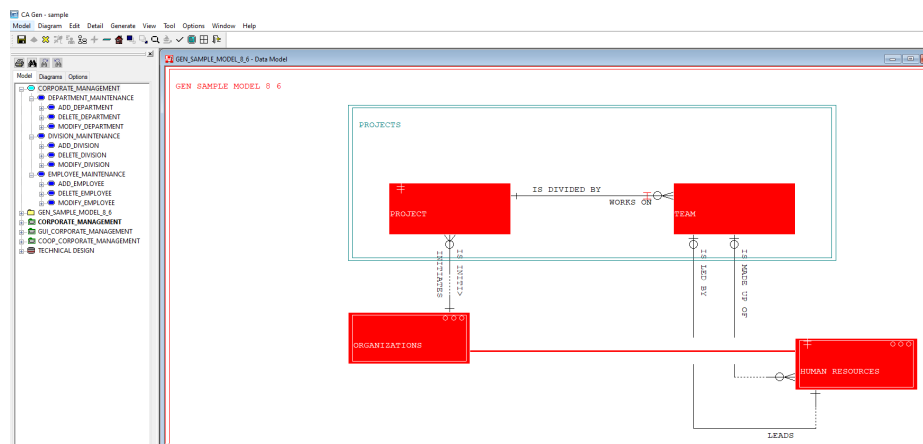 CA Gen - sample
Model Diagram Edit Detail Generate View Tool Options Window Help
Model Diagrams Options
CORPORATE_MANAGEMENT
DEPARTMENT_MAINTENANCE
ADD_DEPARTMENT
DELETE_DEPARTMENT
MODIFY_DEPARTMENT
DIVISION_MAINTENANCE
ADD_DIVISION
DELETE_DIVISION
MODIFY_DIVISION
EMPLOYEE_MAINTENANCE
ADD_EMPLOYEE
DELETE_EMPLOYEE
MODIFY_EMPLOYEE
GEN_SAMPLE_MODEL_8_6
CORPORATE_MANAGEMENT
GUI_CORPORATE_MANAGEMENT
COOP_CORPORATE_MANAGEMENT
TECHNICAL DESIGN
GEN_SAMPLE_MODEL_8_6 - Data Model
GEN SAMPLE MODEL 8 6
PROJECTS
IS DIVIDED BY
WORKS ON
PROJECT
TEAM
INITIATES
IS INITI>
IS LED BY
IS MADE UP OF
ORGANIZATIONS
HUMAN RESOURCES
LEADS